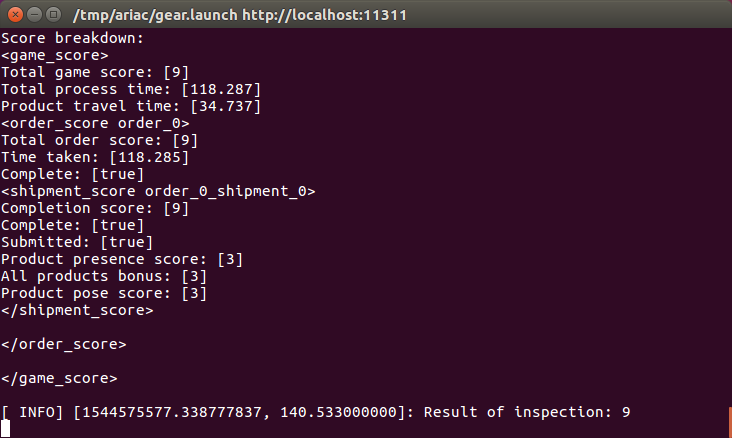 /tmp/ariac/gear.launch http://localhost:11311
Score breakdown:
<game_score>
Total game score: [9]
Total process time: [118.287]
Product travel time: [34.737]
<order_score order_0>
Total order score: [9]
Time taken: [118.285]
Complete: [true]
<shipment_score order_0_shipment_0>
Completion score: [9]
Complete: [true]
Submitted: [true]
Product presence score: [3]
All products bonus: [3]
Product pose score: [3]
</shipment_score>
</order_score>
</game_score>
[ INFO] [1544575577.338777837, 140.533000000]: Result of inspection: 9